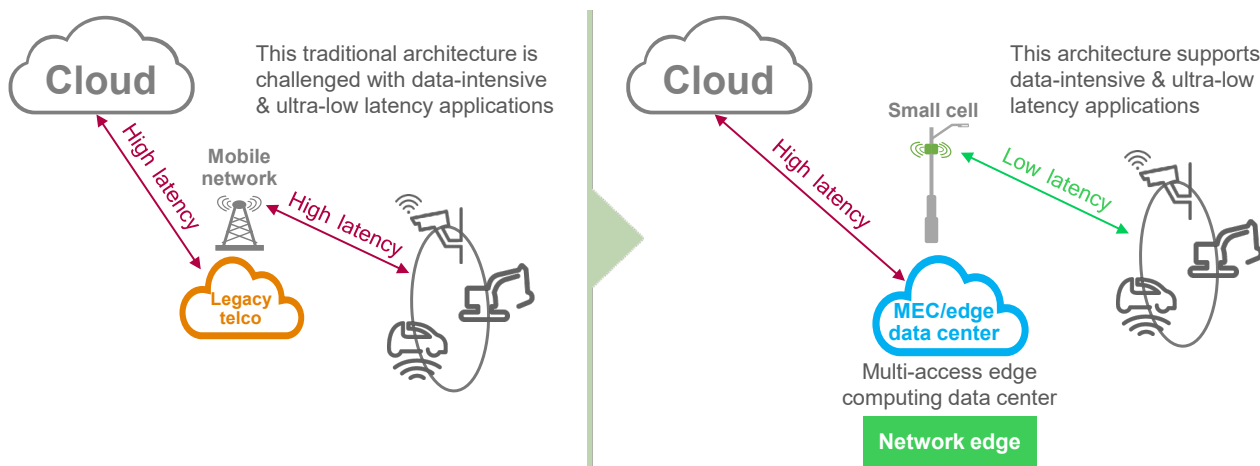 Cloud
This traditional architecture is
challenged with data-intensive
& ultra-low latency applications
High latency
Mobile
network
High latency
Legacy
telco
Cloud
This architecture supports
data-intensive & ultra-low
latency applications
Small cell
High latency
Low latency
MEC/edge
data center
Multi-access edge
computing data center
Network edge